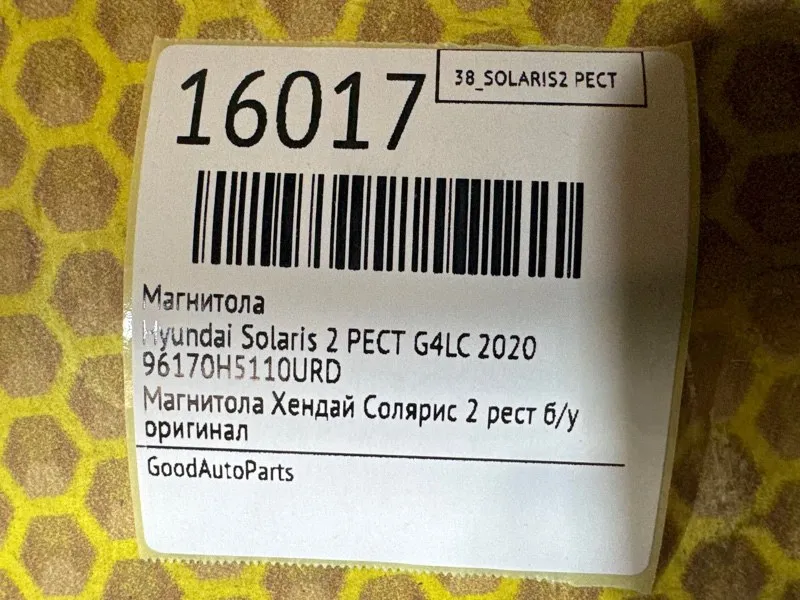 16017
38_SOLARIS2 РЕСТ
Магнитола
Hyundai Solaris 2 РЕСТ G4LC 2020
96170H5110URD
Магнитола Хендай Солярис 2 рест б/у
оригинал
GoodAutoParts